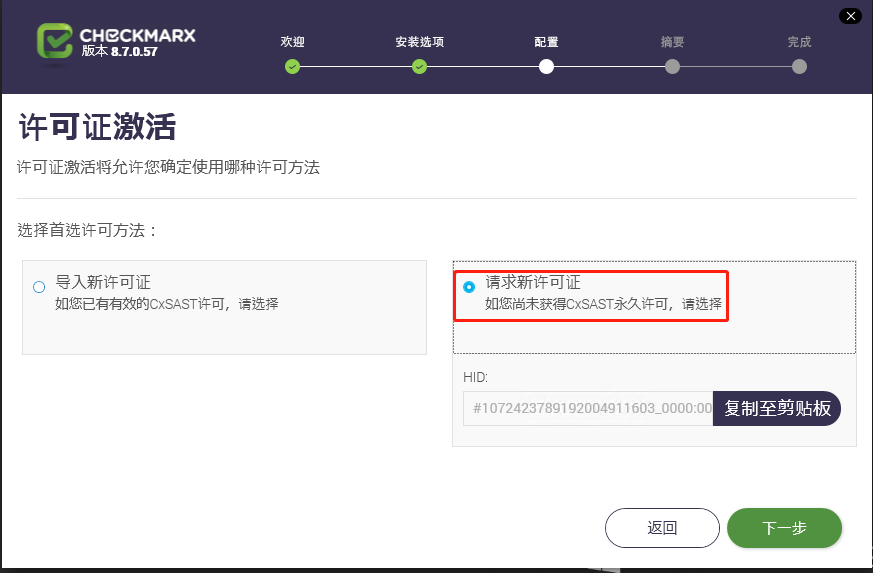 CHECKMARX
版本 8.7.0.57
欢迎
安装选项
配置
摘要
完成
许可证激活
许可证激活将允许您确定使用哪种许可方法
选择首选许可方法：
导入新许可证
如您已有有效的CxSAST许可，请选择
请求新许可证
如您尚未获得CxSAST永久许可，请选择
HID:
#1072423789192004911603_0000:00
复制至剪贴板
返回
下一步